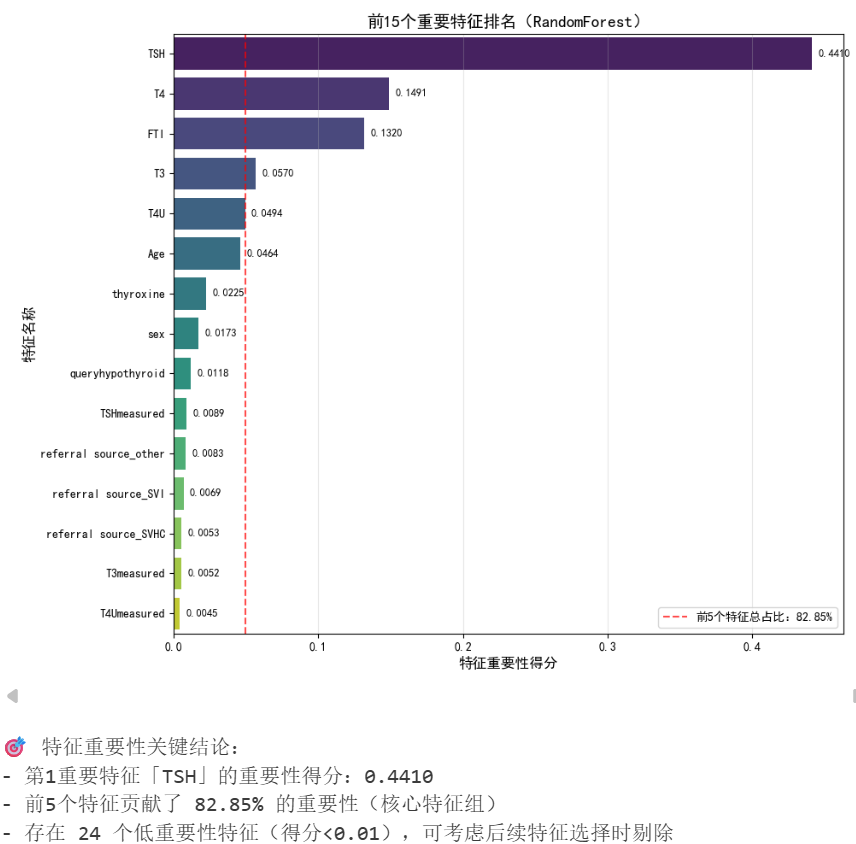 前15个重要特征排名（RandomForest）
特征名称
TSH 0.4410
T4 0.1491
FTI 0.1320
T3 0.0570
T4U 0.0494
Age 0.0464
thyroxine 0.0225
sex 0.0173
queryhypothyroid 0.0118
TSHmeasured 0.0089
referral source_other 0.0083
referral source_SVI 0.0069
referral source_SVHC 0.0053
T3measured 0.0052
T4Umeasured 0.0045
前5个特征总占比：82.85%
0.0 0.1 0.2 0.3 0.4
特征重要性得分
🎯 特征重要性关键结论：
- 第1重要特征「TSH」的重要性得分：0.4410
- 前5个特征贡献了 82.85% 的重要性（核心特征组）
- 存在 24 个低重要性特征（得分<0.01），可考虑后续特征选择时剔除